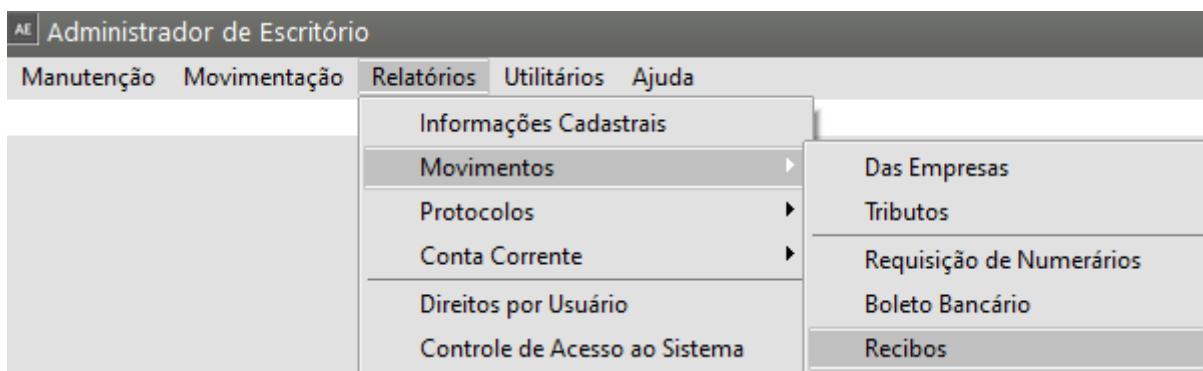 AE Administrador de Escritório
Manutenção Movimentação Relatórios Utilitários Ajuda
Informações Cadastrais
Movimentos
Protocolos
Conta Corrente
Direitos por Usuário
Controle de Acesso ao Sistema
Das Empresas
Tributos
Requisição de Numerários
Boleto Bancário
Recibos